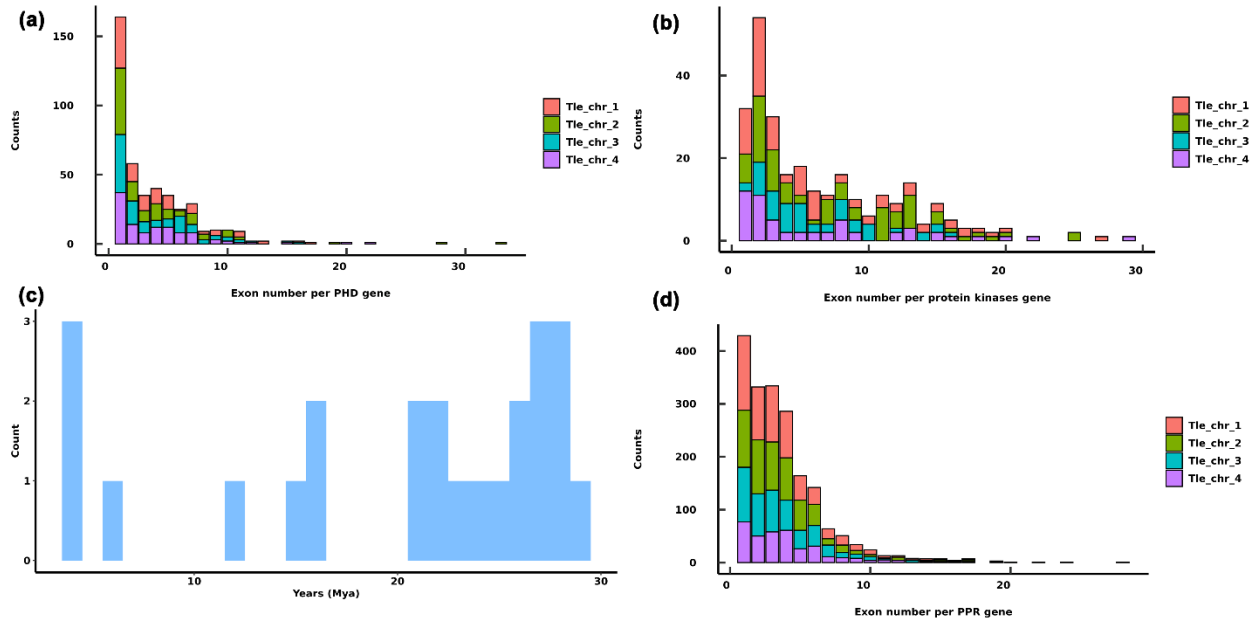 (a)
150
100
50
0
Counts
0 10 20 30
Exon number per PHD gene
Tle_chr_1
Tle_chr_2
Tle_chr_3
Tle_chr_4
(b)
40
20
0
Counts
0 10 20 30
Exon number per protein kinases gene
Tle_chr_1
Tle_chr_2
Tle_chr_3
Tle_chr_4
(c)
3
2
1
0
Count
10 20 30
Years (Mya)
(d)
400
300
200
100
0
Counts
0 10 20
Exon number per PPR gene
Tle_chr_1
Tle_chr_2
Tle_chr_3
Tle_chr_4